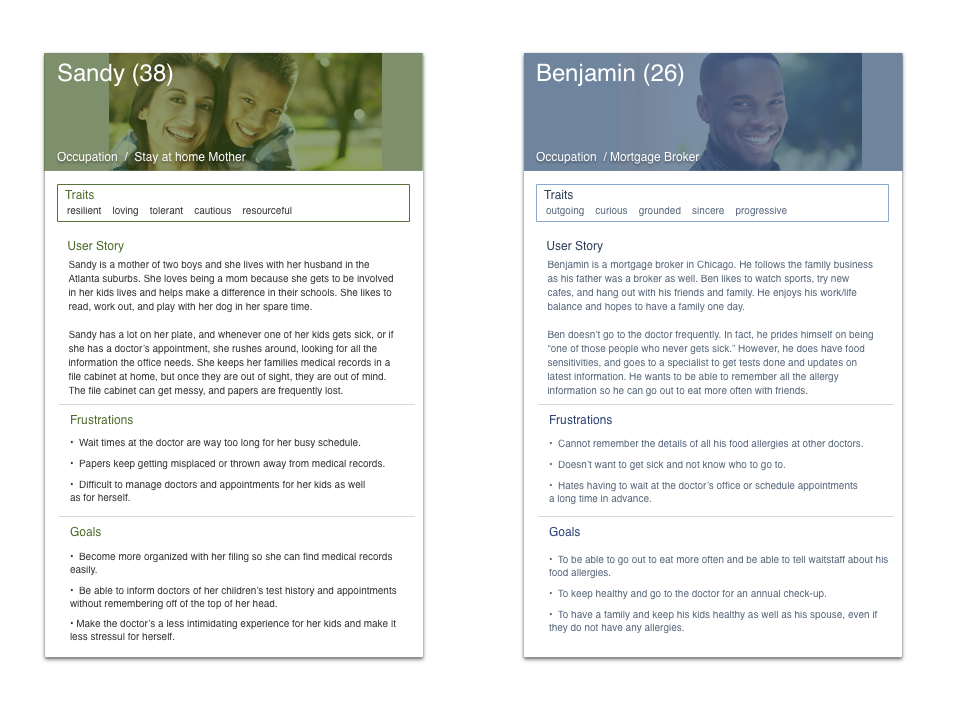 Sandy (38)
Occupation / Stay at home Mother
Traits
resilient loving tolerant cautious resourceful
User Story
Sandy is a mother of two boys and she lives with her husband in the
Atlanta suburbs. She loves being a mom because she gets to be involved
in her kids lives and helps make a difference in their schools. She likes to
read, work out, and play with her dog in her spare time.
Sandy has a lot on her plate, and whenever one of her kids gets sick, or if
she has a doctor's appointment, she rushes around, looking for all the
information the office needs. She keeps her families medical records in a
file cabinet at home, but once they are out of sight, they are out of mind.
The file cabinet can get messy, and papers are frequently lost.
Frustrations
• Wait times at the doctor are way too long for her busy schedule.
• Papers keep getting misplaced or thrown away from medical records.
• Difficult to manage doctors and appointments for her kids as well
as for herself.
Goals
• Become more organized with her filing so she can find medical records
easily.
• Be able to inform doctors of her children's test history and appointments
without remembering off of the top of her head.
• Make the doctor's a less intimidating experience for her kids and make it
less stressul for herself.
Benjamin (26)
Occupation / Mortgage Broker
Traits
outgoing curious grounded sincere progressive
User Story
Benjamin is a mortgage broker in Chicago. He follows the family business
as his father was a broker as well. Ben likes to watch sports, try new
cafes, and hang out with his friends and family. He enjoys his work/life
balance and hopes to have a family one day.
Ben doesn't go to the doctor frequently. In fact, he prides himself on being
"one of those people who never gets sick." However, he does have food
sensitivities, and goes to a specialist to get tests done and updates on
latest information. He wants to be able to remember all the allergy
information so he can go out to eat more often with friends.
Frustrations
• Cannot remember the details of all his food allergies at other doctors.
• Doesn't want to get sick and not know who to go to.
• Hates having to wait at the doctor's office or schedule appointments
a long time in advance.
Goals
• To be able to go out to eat more often and be able to tell waitstaff about his
food allergies.
• To keep healthy and go to the doctor for an annual check-up.
• To have a family and keep his kids healthy as well as his spouse, even if
they do not have any allergies.